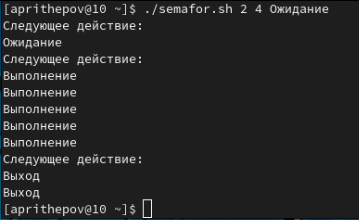 [aprithepov@10 ~]$ ./semafor.sh 2 4 Ожидание
Следующее действие:
Ожидание
Следующее действие:
Выполнение
Выполнение
Выполнение
Выполнение
Выполнение
Следующее действие:
Выход
Выход
[aprithepov@10 ~]$